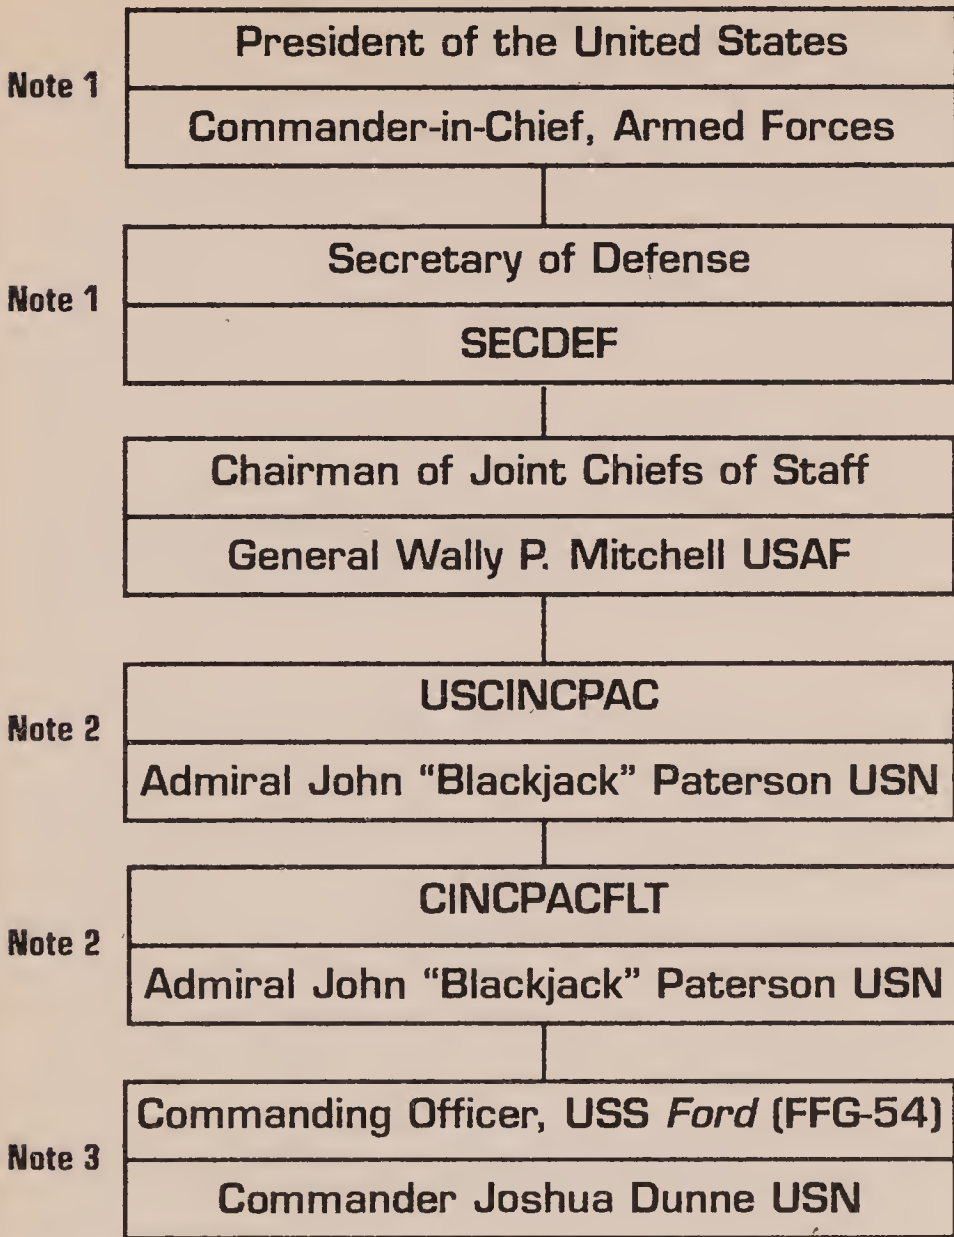 President of the United States
Note 1
Commander-in-Chief, Armed Forces
Secretary of Defense
Note 1
SECDEF
Chairman of Joint Chiefs of Staff
General Wally P. Mitchell USAF
USCINCPAC
Note 2
Admiral John “Blackjack” Paterson USN
CINCPACFLT
Note 2
Admiral John “Blackjack” Paterson USN
Commanding Officer, USS Ford (FFG-54)
Note 3
Commander Joshua Dunne USN